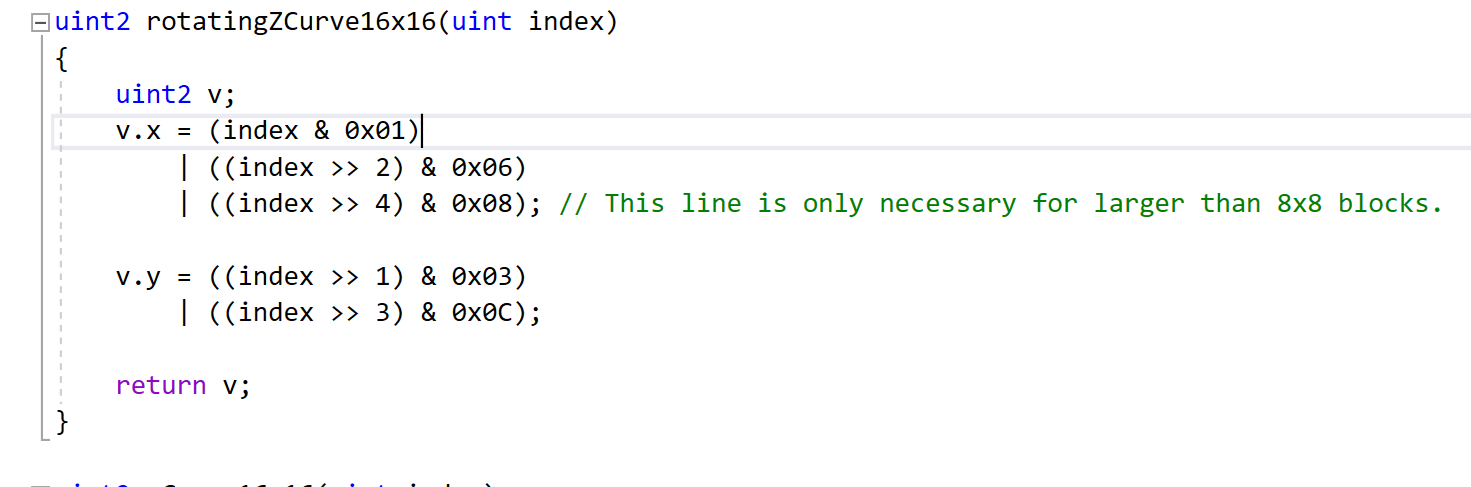 uint2 rotatingZCurve16x16(uint index)
{
uint2 v;
v.x = (index & 0x01)
| ((index >> 2) & 0x06)
| ((index >> 4) & 0x08); // This line is only necessary for larger than 8x8 blocks.
v.y = ((index >> 1) & 0x03)
| ((index >> 3) & 0x0C);
return v;
}